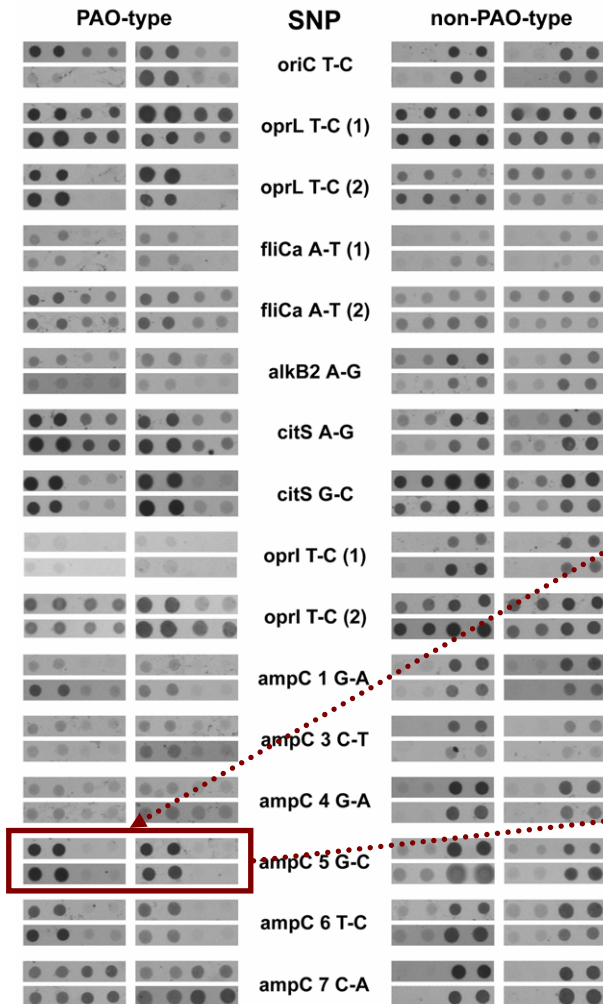 PAO-type SNP non-PAO-type
oriC T-C
oprL T-C (1)
oprL T-C (2)
fliCa A-T (1)
fliCa A-T (2)
alkB2 A-G
citS A-G
citS G-C
oprI T-C (1)
oprI T-C (2)
ampC 1 G-A
ampC 3 C-T
ampC 4 G-A
ampC 5 G-C
ampC 6 T-C
ampC 7 C-A